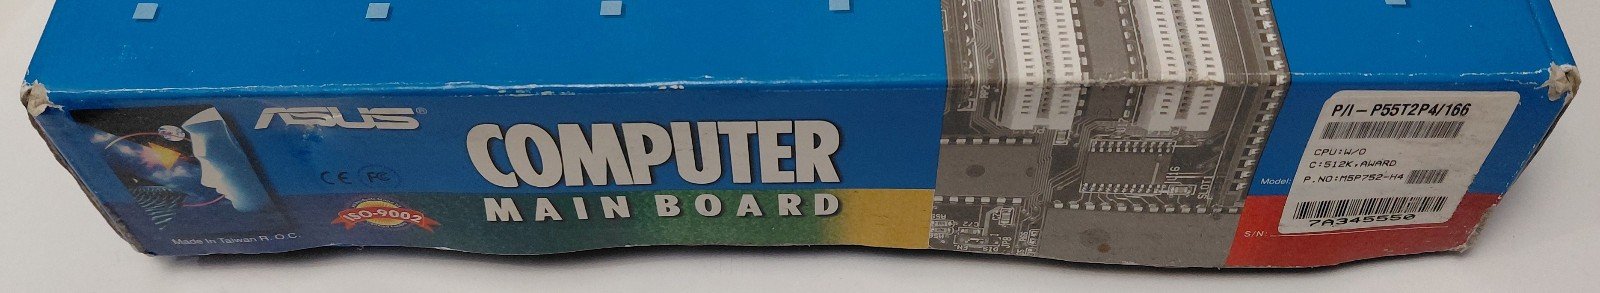 ASUS®
COMPUTER
MAIN BOARD
CE FC
ISO-9002
Made In Taiwan R.O.C.
SLOT1
Model:
P/I-P55T2P4/166
CPU:W/O
C:512K,AWARD
P.NO:M5P752-H4
S/N:
7A345550